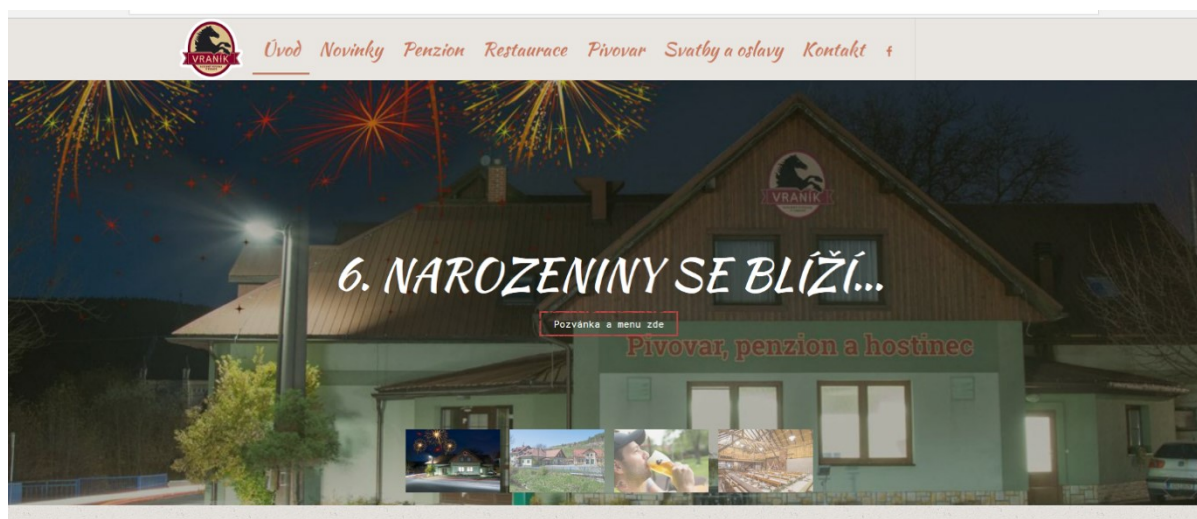 VRANÍK
Úvod Novinky Penzion Restaurace Pivovar Svatby a oslavy Kontakt f
VRANÍK
6. NAROZENINY SE BLÍŽÍ...
Pozvánka a menu zde
Pivovar, penzion a hostinec